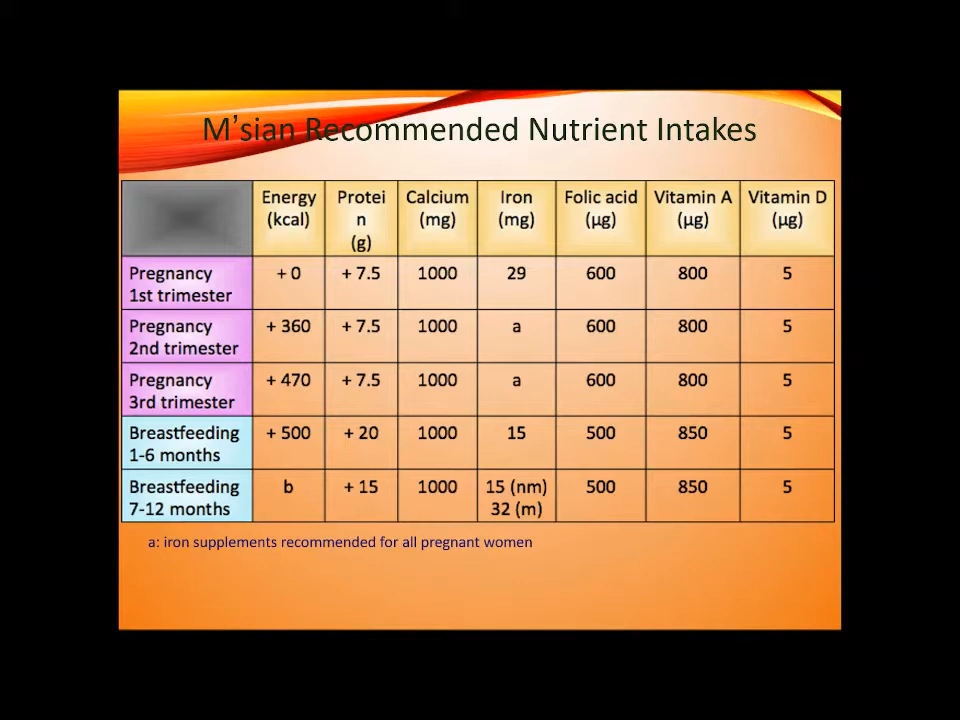 M’sian Recommended Nutrient Intakes
Energy (kcal) Protei n (g) Calcium (mg) Iron (mg) Folic acid (µg) Vitamin A (µg) Vitamin D (µg)
Pregnancy 1st trimester + 0 + 7.5 1000 29 600 800 5
Pregnancy 2nd trimester + 360 + 7.5 1000 a 600 800 5
Pregnancy 3rd trimester + 470 + 7.5 1000 a 600 800 5
Breastfeeding 1-6 months + 500 + 20 1000 15 500 850 5
Breastfeeding 7-12 months b + 15 1000 15 (nm) 32 (m) 500 850 5
a: iron supplements recommended for all pregnant women